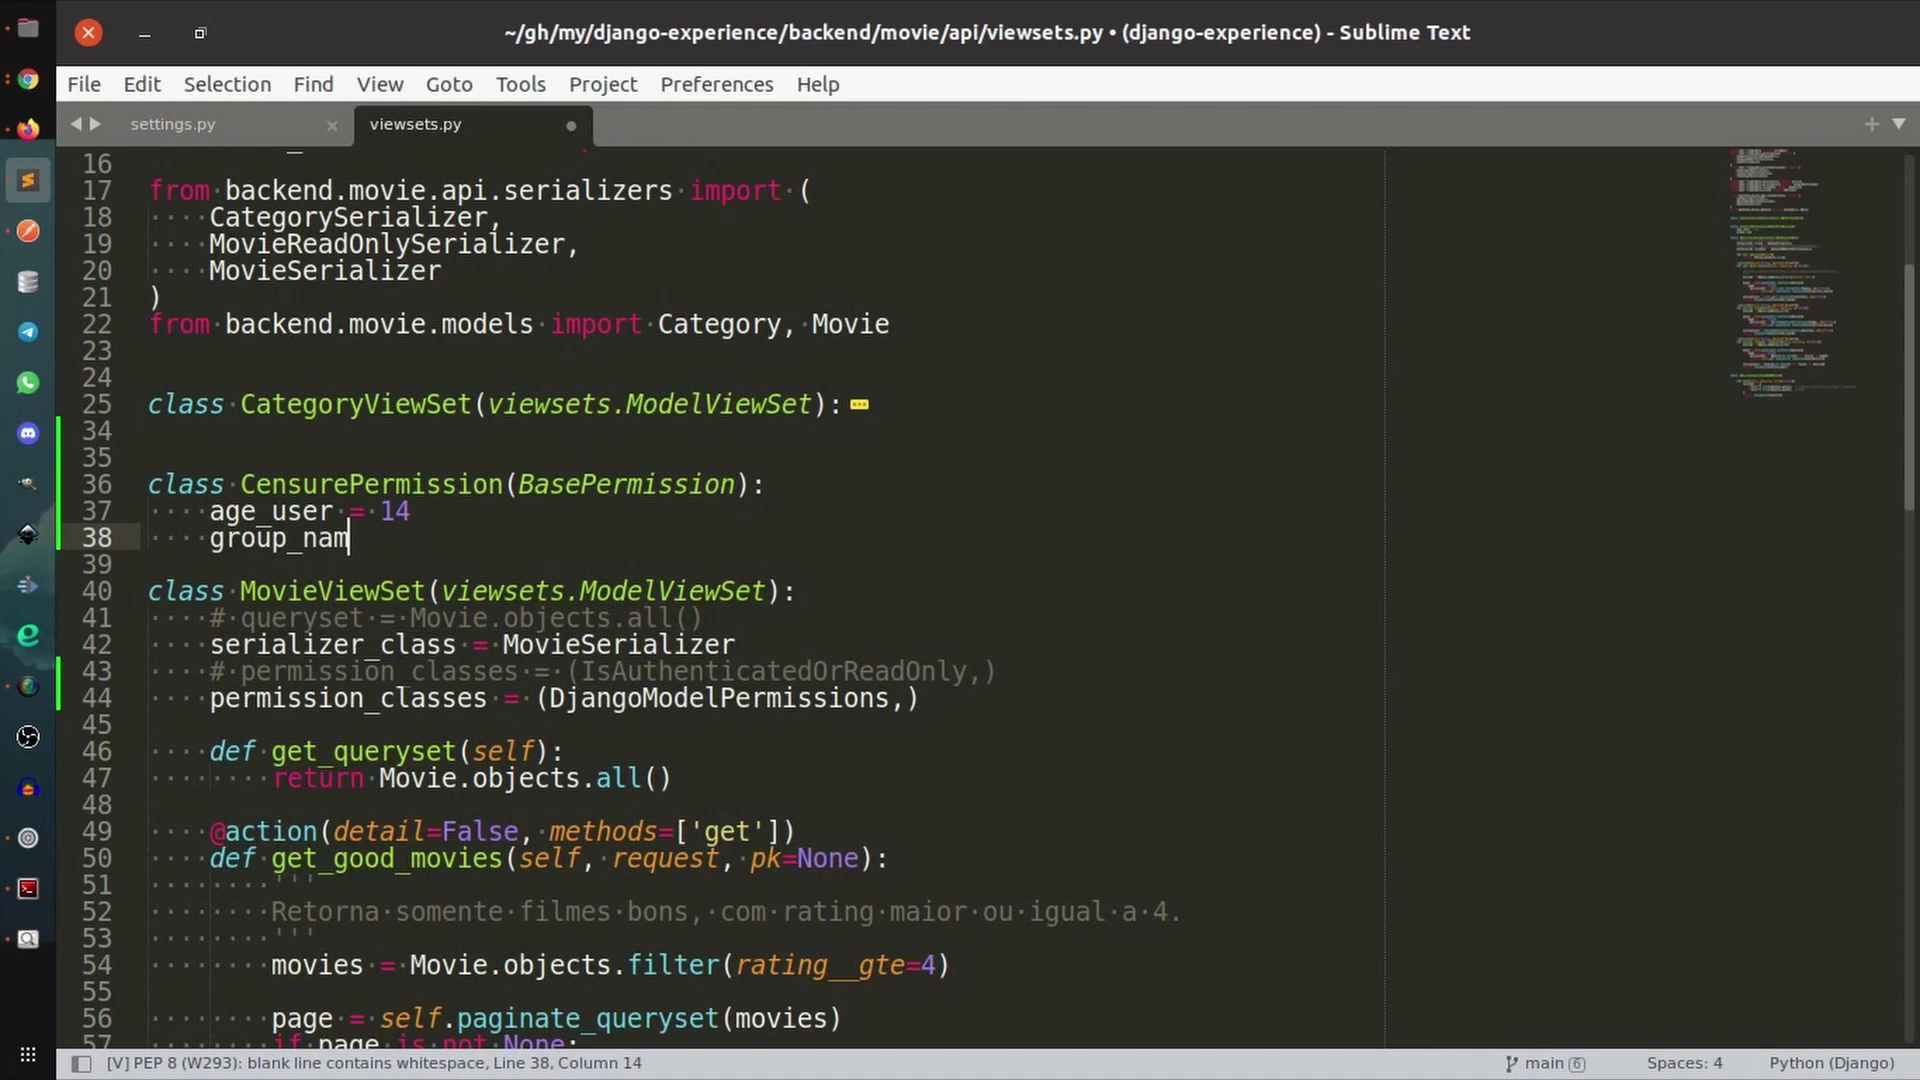 ~/gh/my/django-experience/backend/movie/api/viewsets.py • (django-experience) - Sublime Text
File Edit Selection Find View Goto Tools Project Preferences Help
settings.py × viewsets.py
16
17 from backend.movie.api.serializers import (
18 CategorySerializer,
19 MovieReadOnlySerializer,
20 MovieSerializer
21 )
22 from backend.movie.models import Category, Movie
23
24
25 class CategoryViewSet(viewsets.ModelViewSet):
34
35
36 class CensurePermission(BasePermission):
37 age_user = 14
38 group_nam
39
40 class MovieViewSet(viewsets.ModelViewSet):
41 # queryset = Movie.objects.all()
42 serializer_class = MovieSerializer
43 # permission_classes = (IsAuthenticatedOrReadOnly,)
44 permission_classes = (DjangoModelPermissions,)
45
46 def get_queryset(self):
47 return Movie.objects.all()
48
49 @action(detail=False, methods=['get'])
50 def get_good_movies(self, request, pk=None):
51 '''
52 Retorna somente filmes bons, com rating maior ou igual a 4.
53 '''
54 movies = Movie.objects.filter(rating__gte=4)
55
56 page = self.paginate_queryset(movies)
57 if page is not None:
[V] PEP 8 (W293): blank line contains whitespace, Line 38, Column 14 main 6 Spaces: 4 Python (Django)